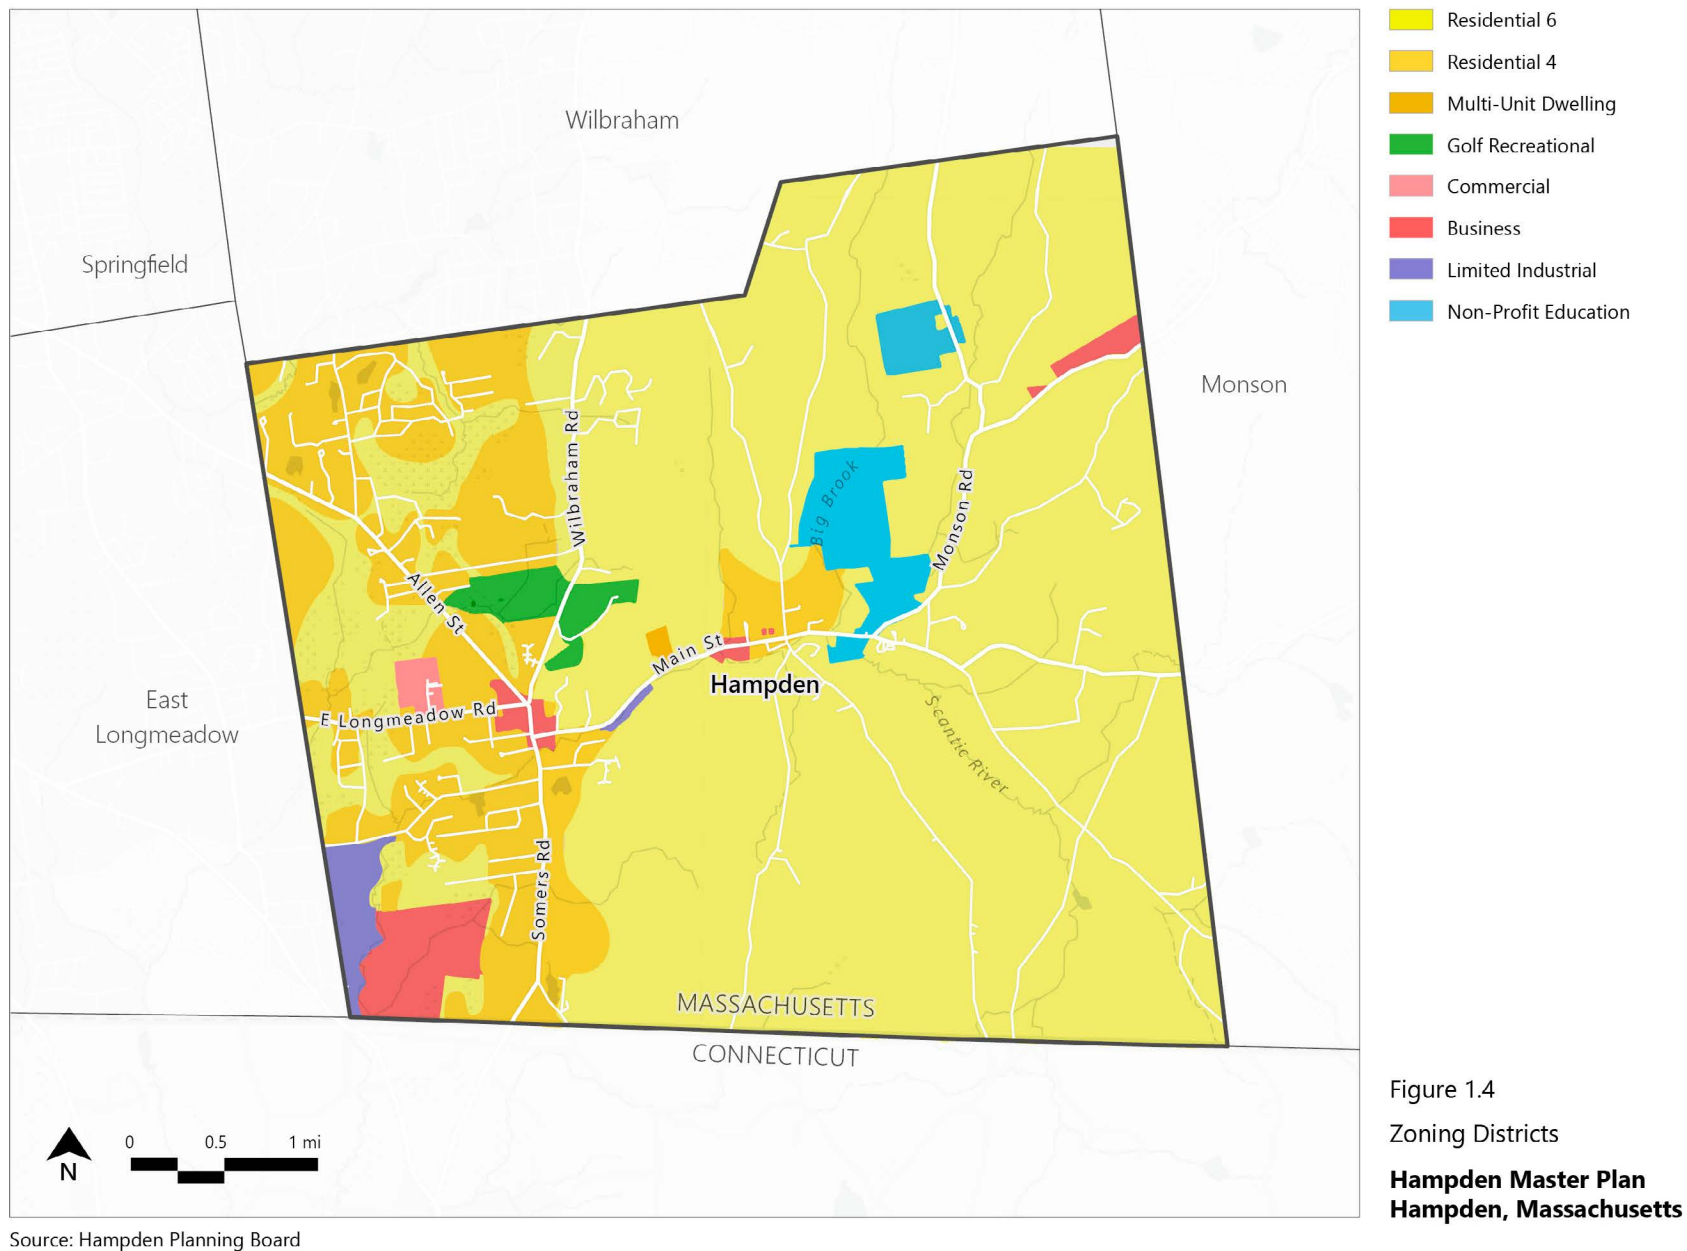 Residential 6
Residential 4
Multi-Unit Dwelling
Golf Recreational
Commercial
Business
Limited Industrial
Non-Profit Education
Wilbraham
Springfield
Monson
East
Longmeadow
Wilbraham Rd
Big Brook
Monson Rd
Allen St
Main St
Hampden
E Longmeadow Rd
Scantic River
Somers Rd
MASSACHUSETTS
CONNECTICUT
0 0.5 1 mi
N
Figure 1.4
Zoning Districts
Hampden Master Plan
Hampden, Massachusetts
Source: Hampden Planning Board